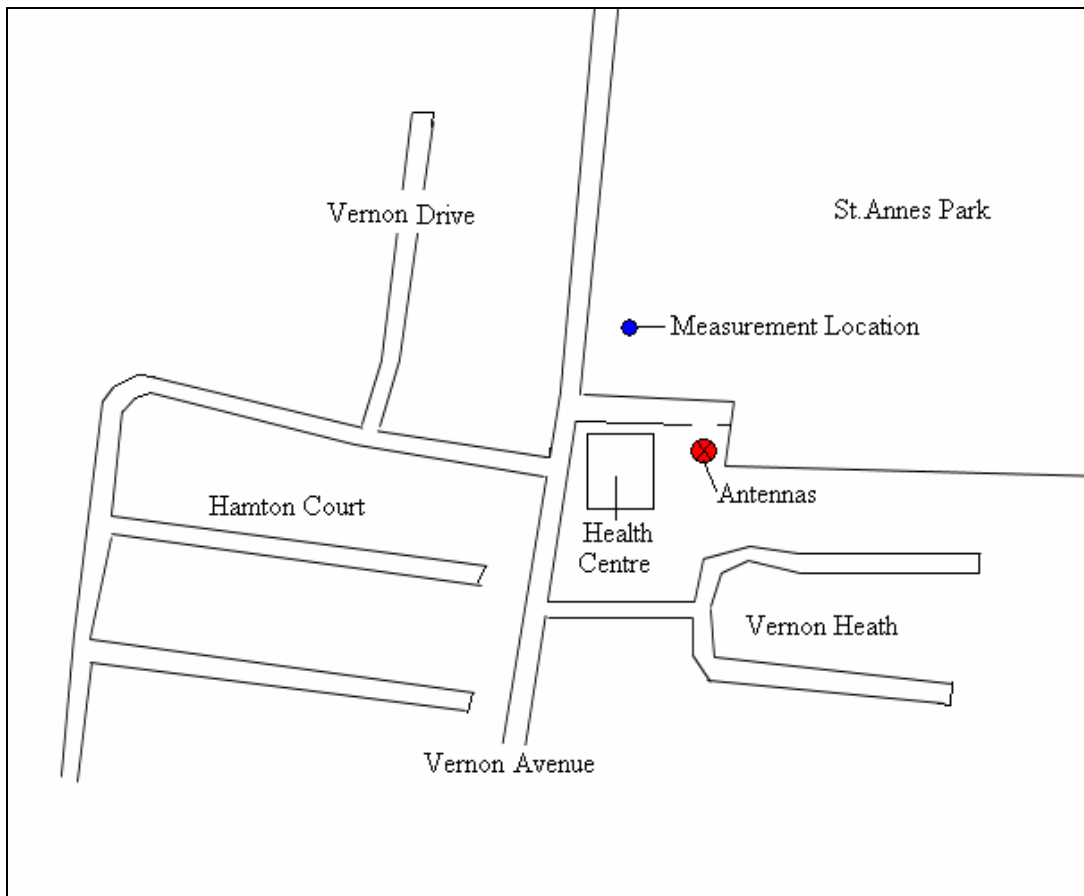 Vernon Drive
St.Annes Park
Measurement Location
Hamton Court
Antennas
Health
Centre
Vernon Heath
Vernon Avenue